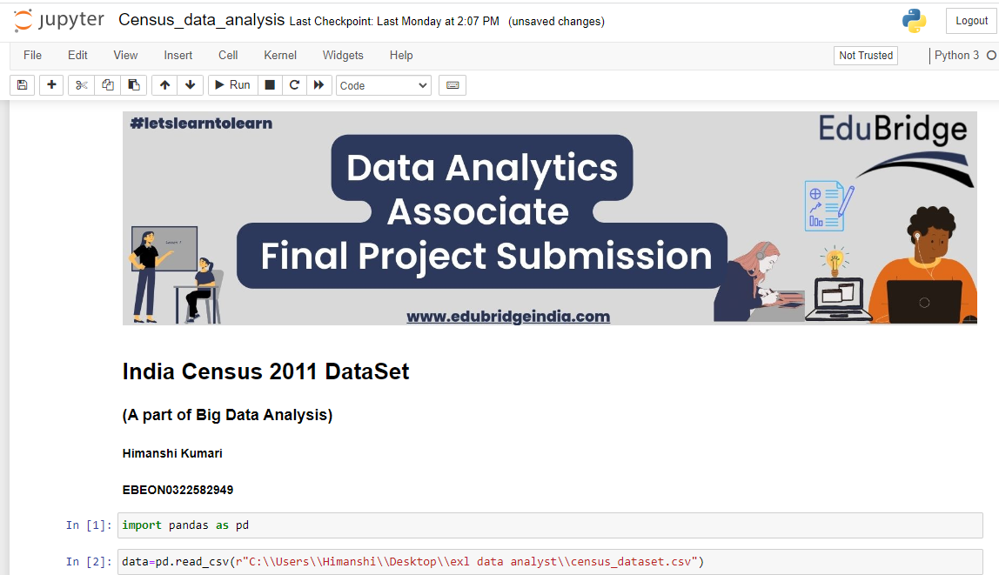 jupyter Census_data_analysis Last Checkpoint: Last Monday at 2:07 PM (unsaved changes) Logout
File Edit View Insert Cell Kernel Widgets Help Not Trusted Python 3
Run Code
#letslearntolearn
EduBridge
Data Analytics
Associate
Final Project Submission
www.edubridgeindia.com
India Census 2011 DataSet
(A part of Big Data Analysis)
Himanshi Kumari
EBEON0322582949
In [1]: import pandas as pd
In [2]: data=pd.read_csv(r"C:\\Users\\Himanshi\\Desktop\\exl data analyst\\census_dataset.csv")